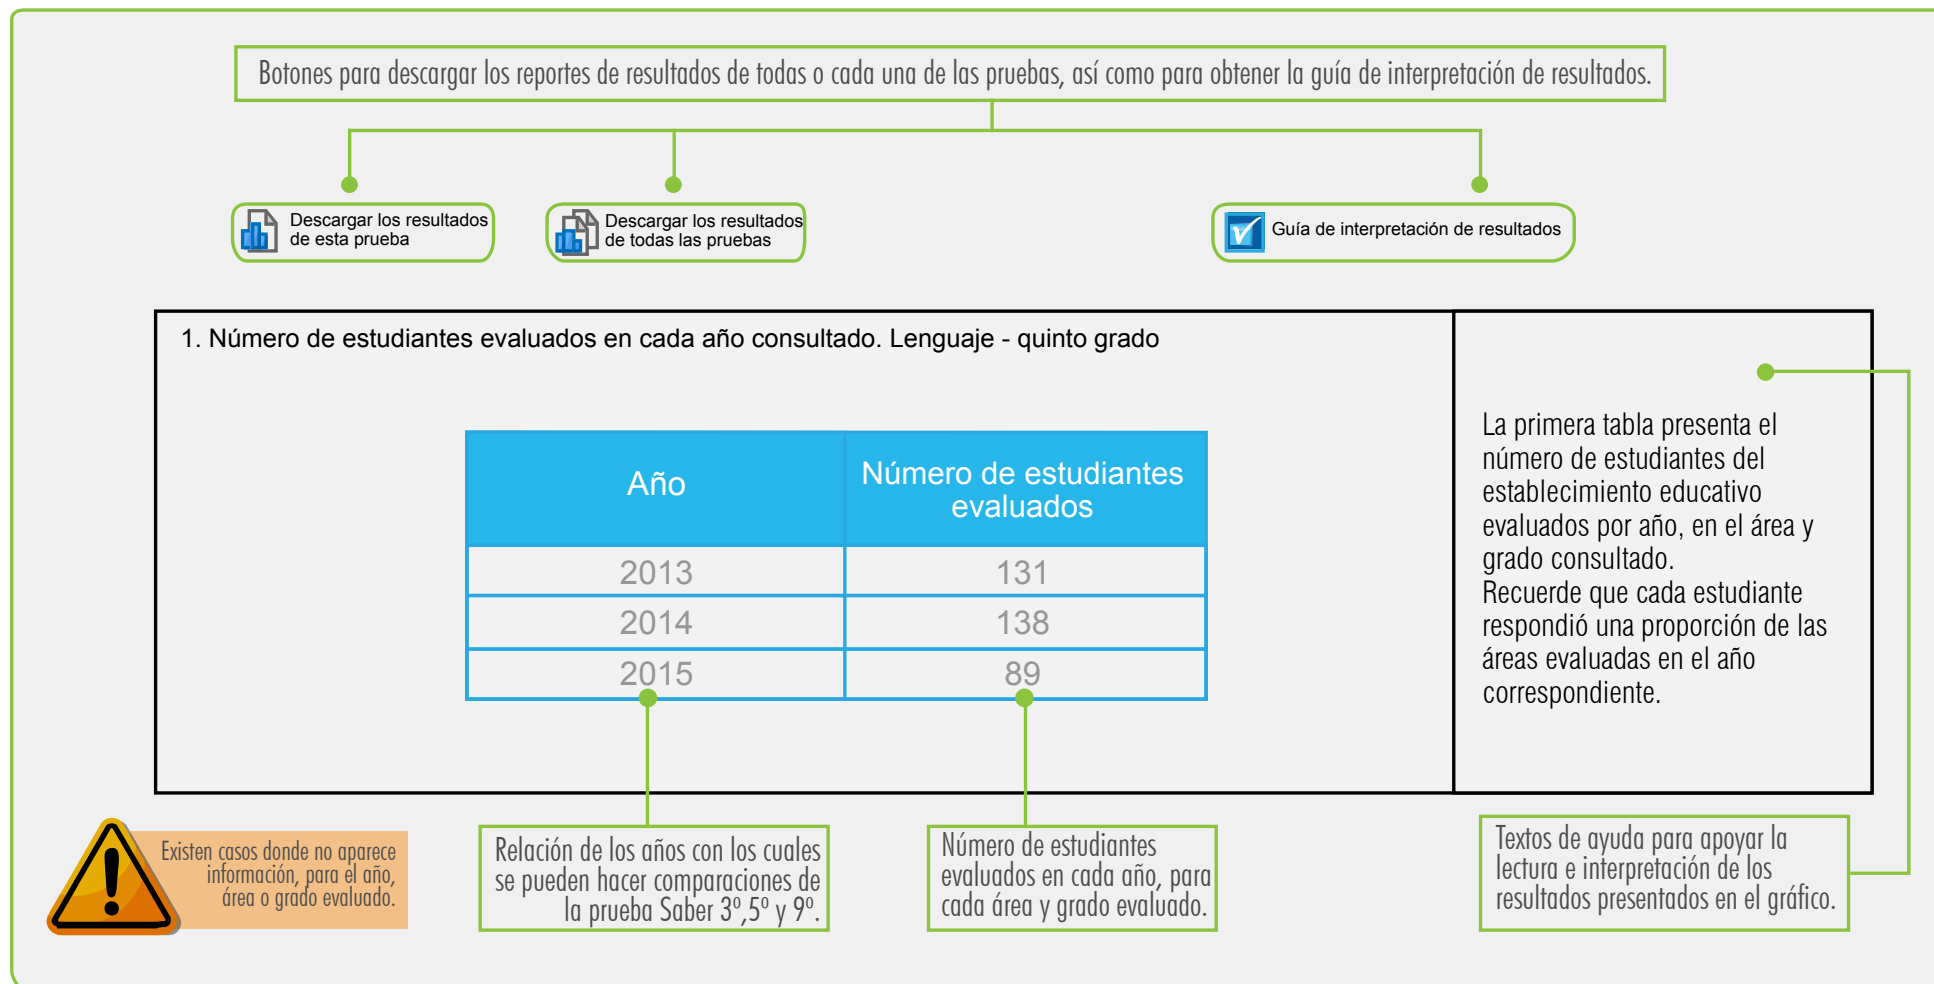 Botones para descargar los reportes de resultados de todas o cada una de las pruebas, así como para obtener la guía de interpretación de resultados.
Descargar los resultados
de esta prueba
Descargar los resultados
de todas las pruebas
Guía de interpretación de resultados
1. Número de estudiantes evaluados en cada año consultado. Lenguaje - quinto grado
Año
Número de estudiantes
evaluados
2013
131
2014
138
2015
89
La primera tabla presenta el
número de estudiantes del
establecimiento educativo
evaluados por año, en el área y
grado consultado.
Recuerde que cada estudiante
respondió una proporción de las
áreas evaluadas en el año
correspondiente.
Existen casos donde no aparece
información, para el año,
área o grado evaluado.
Relación de los años con los cuales
se pueden hacer comparaciones de
la prueba Saber 3º,5º y 9º.
Número de estudiantes
evaluados en cada año, para
cada área y grado evaluado.
Textos de ayuda para apoyar la
lectura e interpretación de los
resultados presentados en el gráfico.